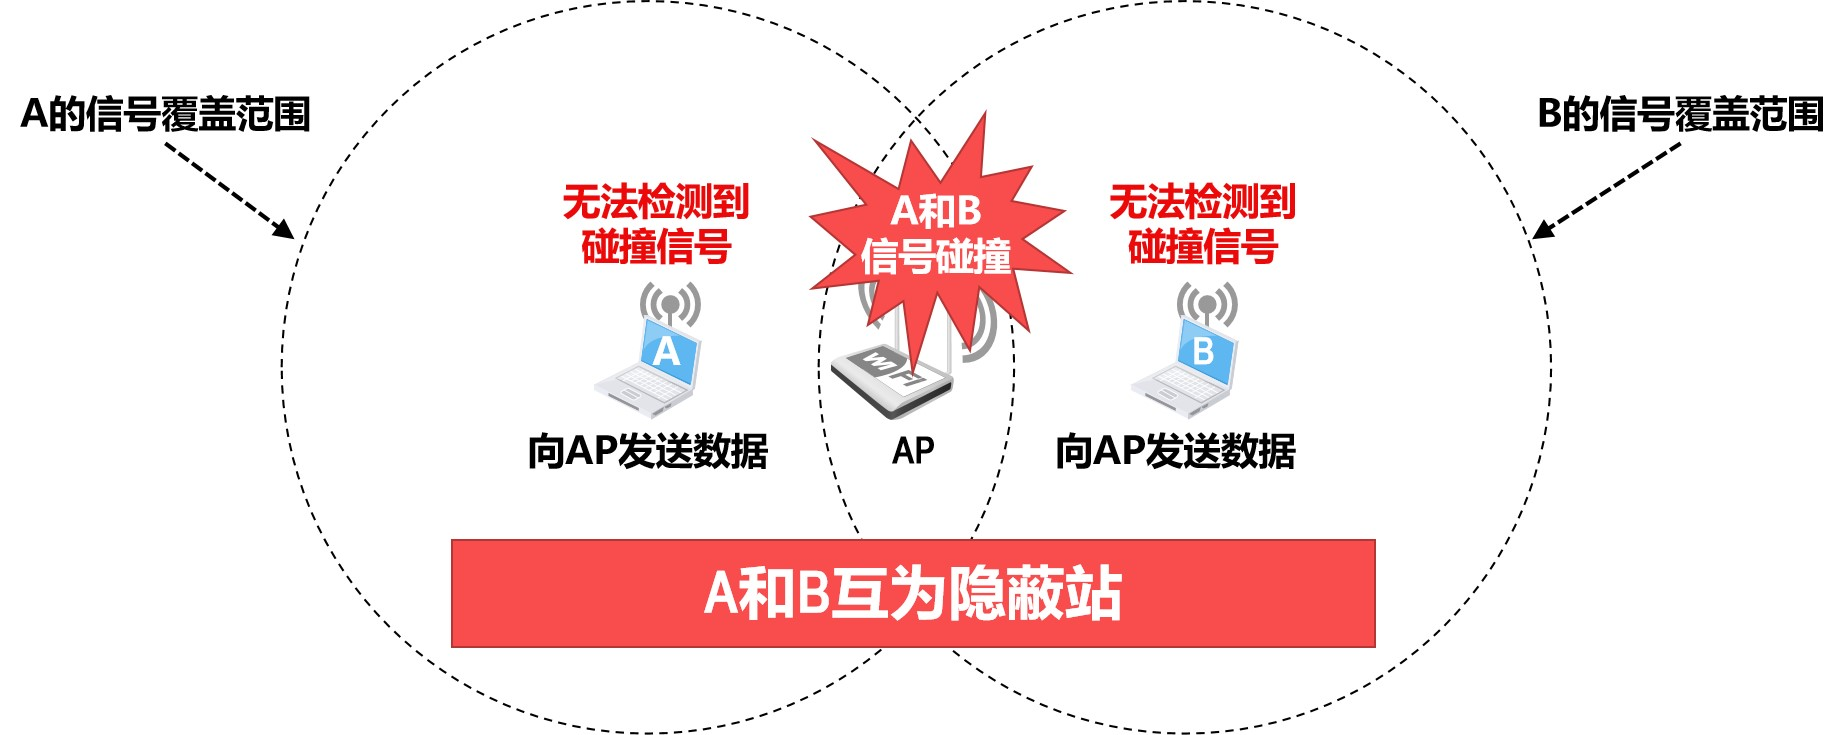 A的信号覆盖范围
B的信号覆盖范围
无法检测到
碰撞信号
A和B
信号碰撞
无法检测到
碰撞信号
A
WiFi
B
向AP发送数据
AP
向AP发送数据
A和B互为隐蔽站